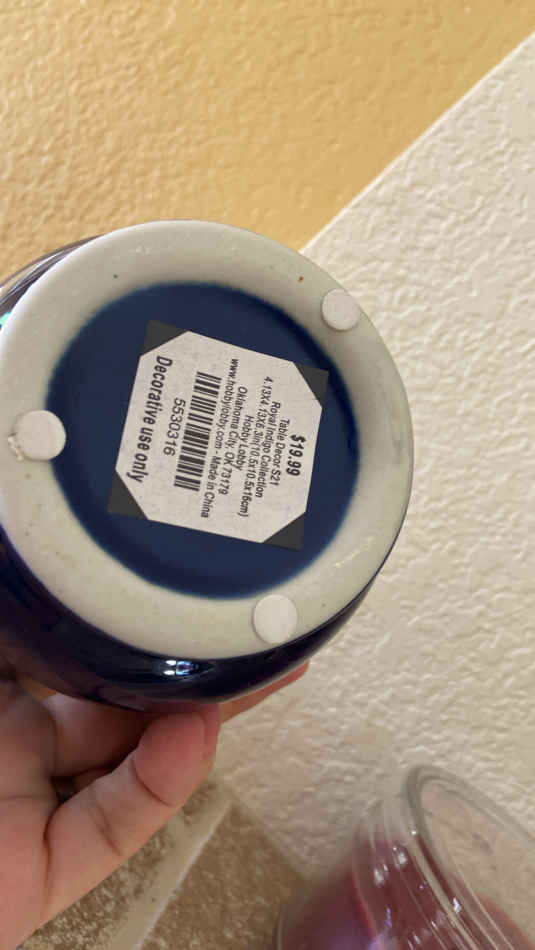 $19.99
Table Decor S21
Royal Indigo Collection
4.13X4.13X6.3in(10.5x10.5x16cm)
Hobby Lobby
Oklahoma City, OK 73179
www.hobbylobby.com - Made in China
5530316
Decorative use only